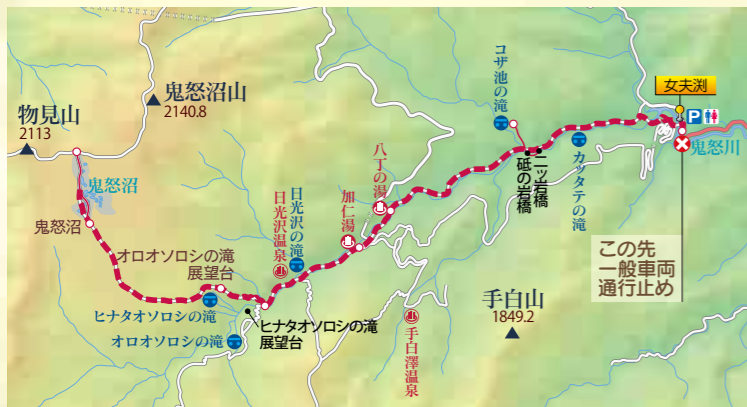 物見山
2113
鬼怒沼山
2140.8
鬼怒沼
鬼怒沼
オロオソロシの滝
展望台
ヒナタオソロシの滝
オロオソロシの滝
ヒナタオソロシの滝
展望台
日光沢温泉
日光沢の滝
加仁湯
八丁の湯
手白澤温泉
手白山
1849.2
コザ池の滝
砥の岩橋
二ッ岩橋
カッタテの滝
女夫渕
P
鬼怒川
この先
一般車両
通行止め